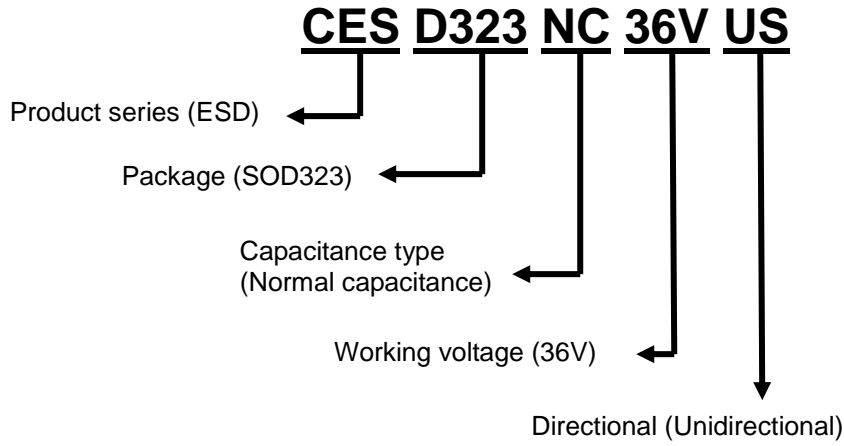 CES D323 NC 36V US
Product series (ESD)
Package (SOD323)
Capacitance type
(Normal capacitance)
Working voltage (36V)
Directional (Unidirectional)